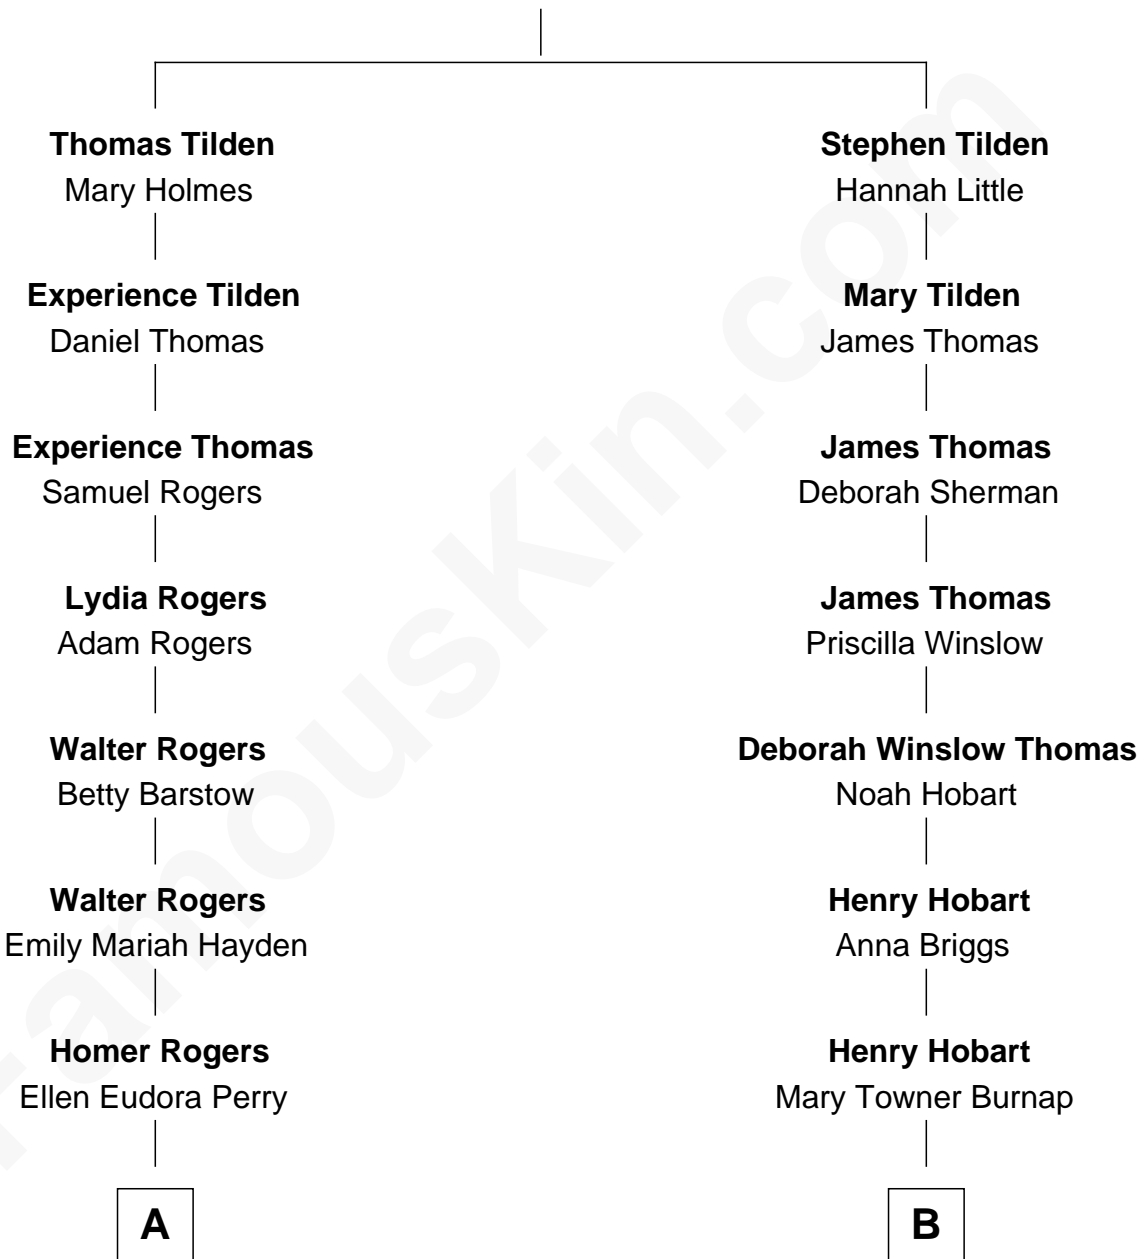 Thomas Tilden
Mary Holmes
Experience Tilden
Daniel Thomas
Experience Thomas
Samuel Rogers
Lydia Rogers
Adam Rogers
Walter Rogers
Betty Barstow
Walter Rogers
Emily Mariah Hayden
Homer Rogers
Ellen Eudora Perry
A
Stephen Tilden
Hannah Little
Mary Tilden
James Thomas
James Thomas
Deborah Sherman
James Thomas
Priscilla Winslow
Deborah Winslow Thomas
Noah Hobart
Henry Hobart
Anna Briggs
Henry Hobart
Mary Towner Burnap
B
FamousKin.com